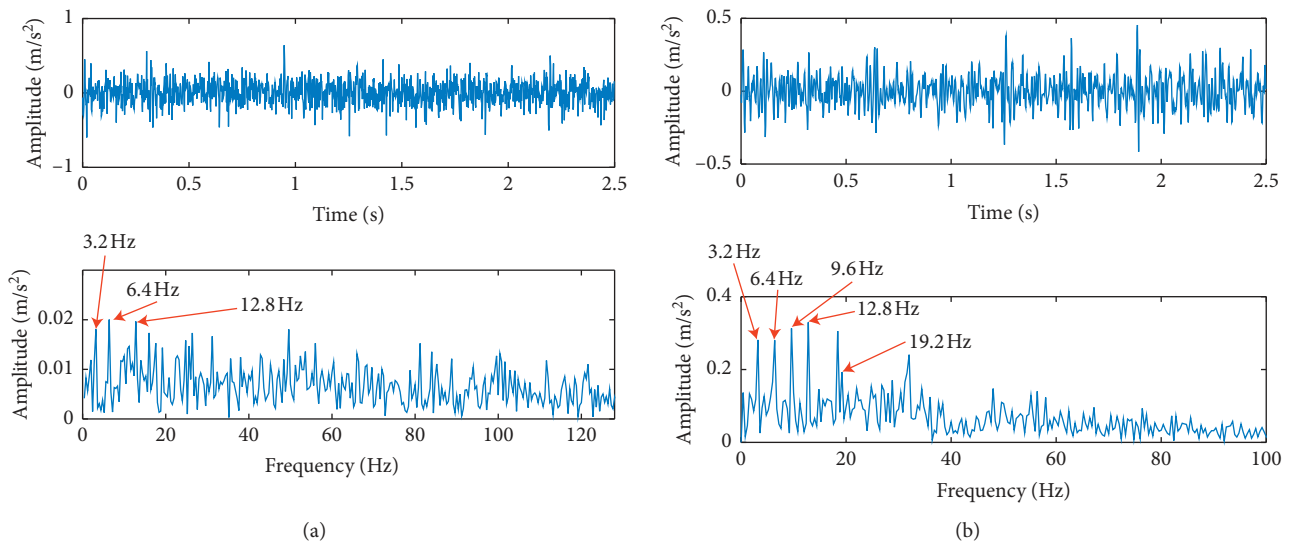 Amplitude (m/s²)
1
0
−1
0 0.5 1 1.5 2 2.5
Time (s)
3.2 Hz
6.4 Hz
12.8 Hz
Amplitude (m/s²)
0.02
0.01
0
0 20 40 60 80 100 120
Frequency (Hz)
(a)
Amplitude (m/s²)
0.5
0
−0.5
0 0.5 1 1.5 2 2.5
Time (s)
3.2 Hz
6.4 Hz
9.6 Hz
12.8 Hz
19.2 Hz
Amplitude (m/s²)
0.4
0.2
0
0 20 40 60 80 100
Frequency (Hz)
(b)